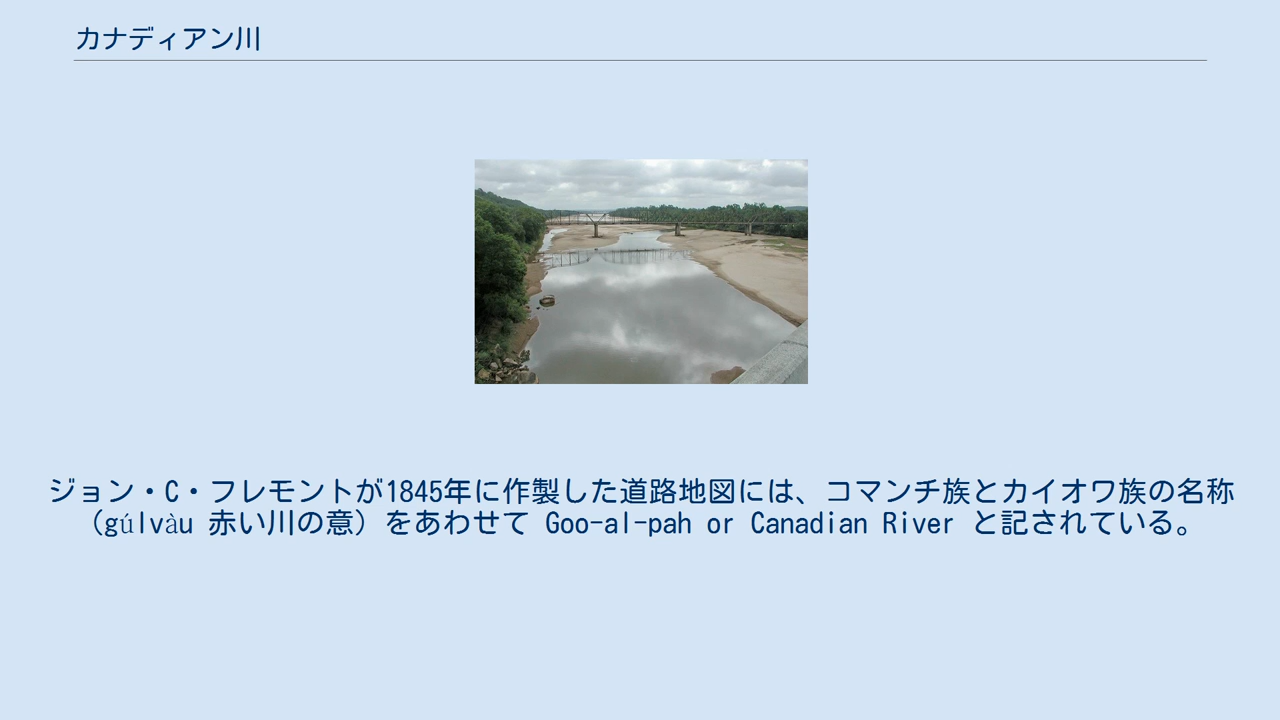 カナディアン川
ジョン・C・フレモントが1845年に作製した道路地図には、コマンチ族とカイオワ族の名称
（gúlvàu 赤い川の意）をあわせて Goo-al-pah or Canadian River と記されている。